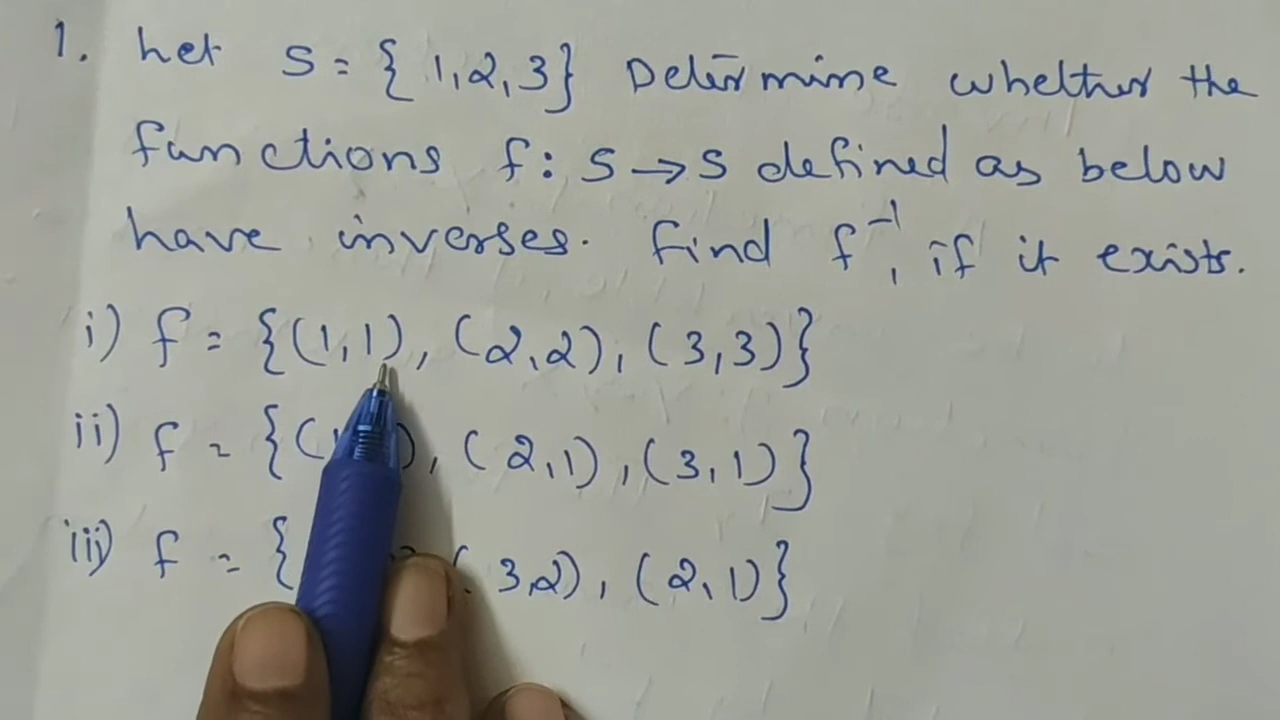 1. Let S = { 1,2,3} Determine whether the
functions f: S → S defined as below
have inverses. Find f⁻¹, if it exists.
i) f = {(1,1), (2,2), (3,3)}
ii) f = {( ), (2,1), (3,1)}
iii) f = { (3,2), (2,1)}